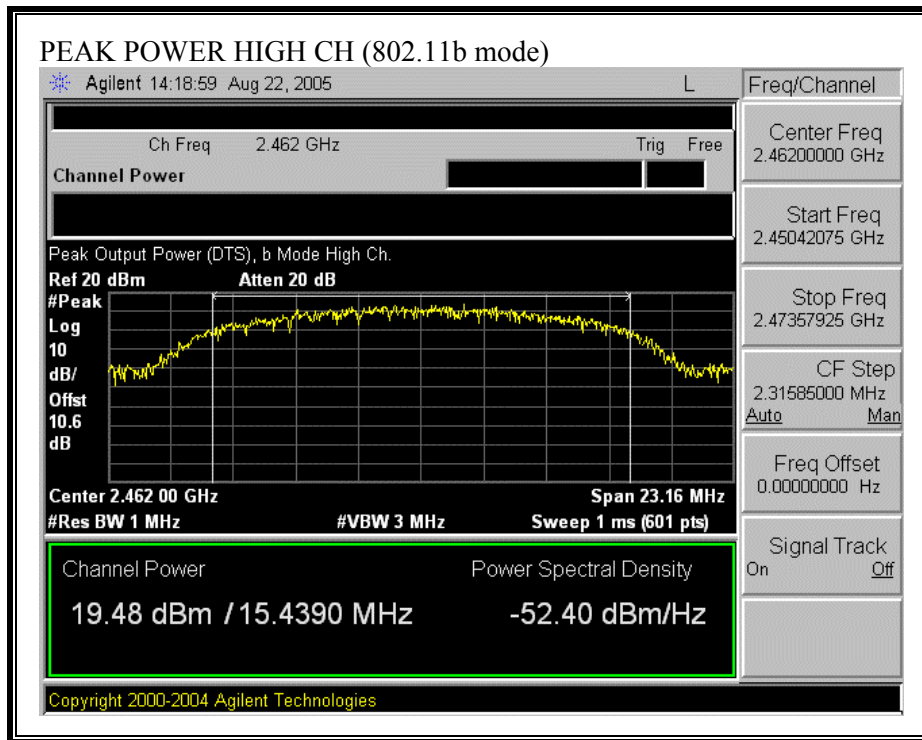 PEAK POWER HIGH CH (802.11b mode)
Agilent 14:18:59 Aug 22, 2005 L Freq/Channel
Ch Freq 2.462 GHz Trig Free
Channel Power
Peak Output Power (DTS), b Mode High Ch.
Ref 20 dBm Atten 20 dB
#Peak
Log
10
dB/
Offst
10.6
dB
Center 2.462 00 GHz Span 23.16 MHz
#Res BW 1 MHz #VBW 3 MHz Sweep 1 ms (601 pts)
Channel Power Power Spectral Density
19.48 dBm / 15.4390 MHz -52.40 dBm/Hz
Copyright 2000-2004 Agilent Technologies
Center Freq
2.46200000 GHz
Start Freq
2.45042075 GHz
Stop Freq
2.47357925 GHz
CF Step
2.31585000 MHz
Auto Man
Freq Offset
0.00000000 Hz
Signal Track
On Off